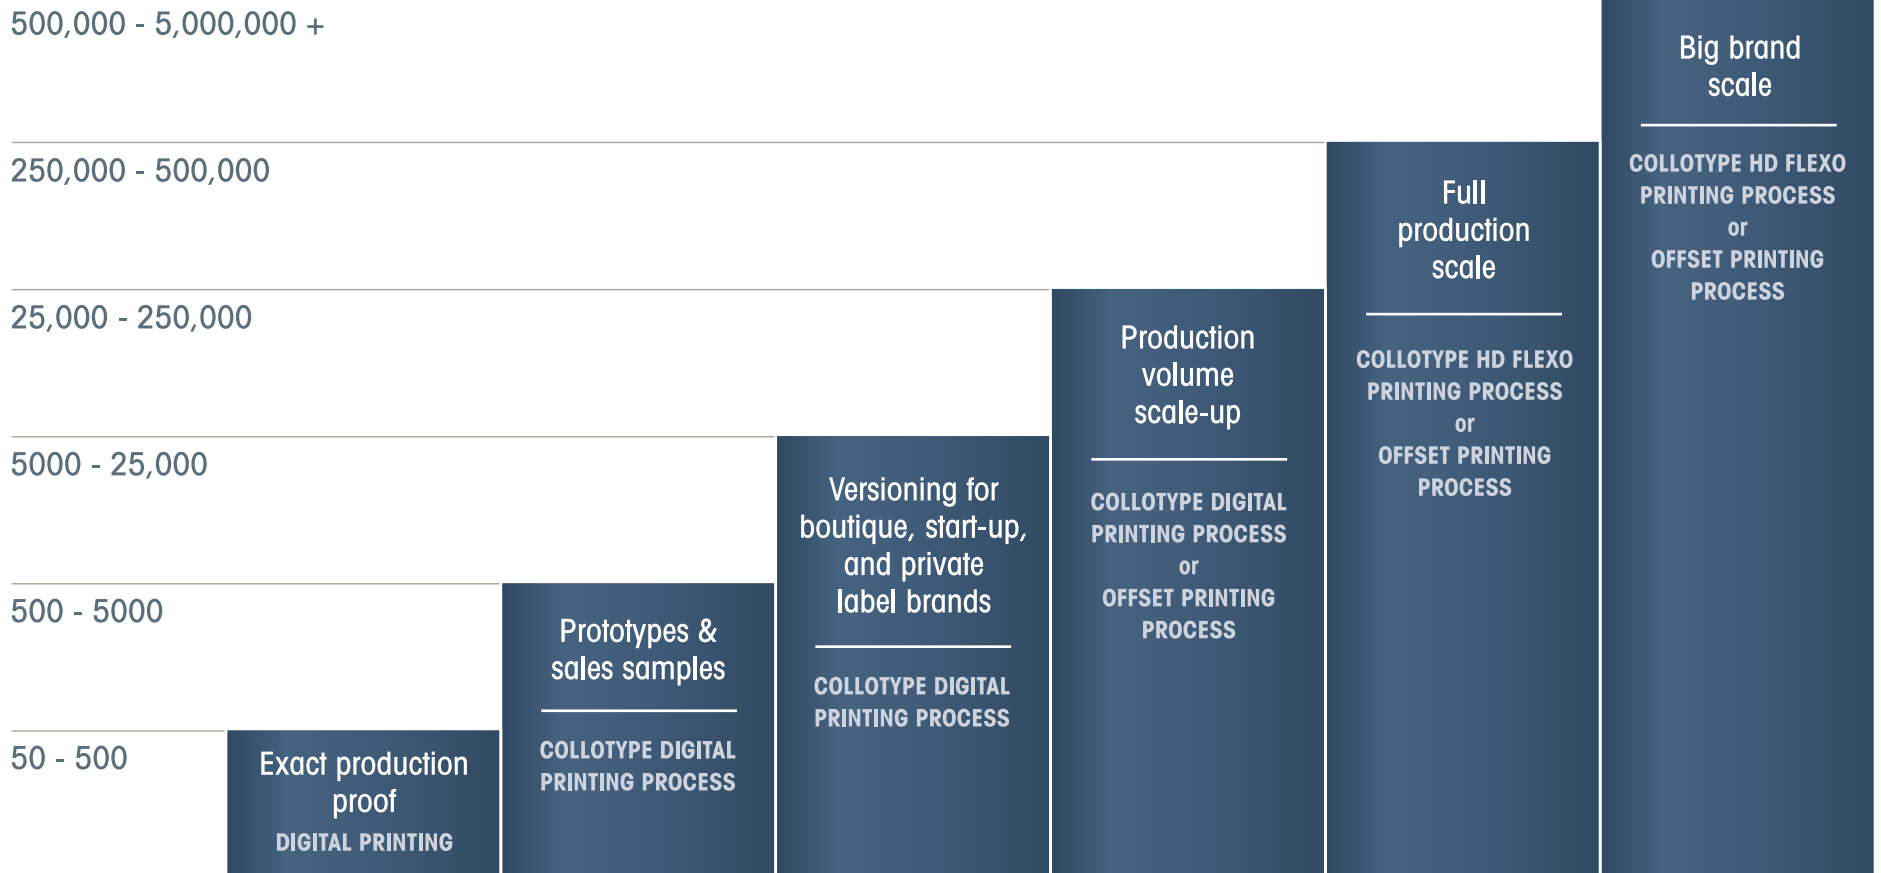 500,000 - 5,000,000 +
250,000 - 500,000
25,000 - 250,000
5000 - 25,000
500 - 5000
50 - 500
Exact production
proof
DIGITAL PRINTING
Prototypes &
sales samples
COLLOTYPE DIGITAL
PRINTING PROCESS
Versioning for
boutique, start-up,
and private
label brands
COLLOTYPE DIGITAL
PRINTING PROCESS
Production
volume
scale-up
COLLOTYPE DIGITAL
PRINTING PROCESS
or
OFFSET PRINTING
PROCESS
Full
production
scale
COLLOTYPE HD FLEXO
PRINTING PROCESS
or
OFFSET PRINTING
PROCESS
Big brand
scale
COLLOTYPE HD FLEXO
PRINTING PROCESS
or
OFFSET PRINTING
PROCESS